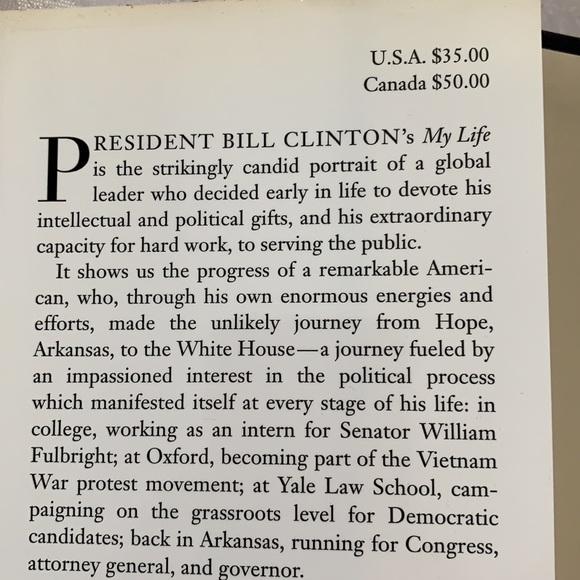 U.S.A. $35.00
Canada $50.00
PRESIDENT BILL CLINTON's My Life
is the strikingly candid portrait of a global
leader who decided early in life to devote his
intellectual and political gifts, and his extraordinary
capacity for hard work, to serving the public.
It shows us the progress of a remarkable Ameri-
can, who, through his own enormous energies and
efforts, made the unlikely journey from Hope,
Arkansas, to the White House—a journey fueled by
an impassioned interest in the political process
which manifested itself at every stage of his life: in
college, working as an intern for Senator William
Fulbright; at Oxford, becoming part of the Vietnam
War protest movement; at Yale Law School, cam-
paigning on the grassroots level for Democratic
candidates; back in Arkansas, running for Congress,
attorney general, and governor.